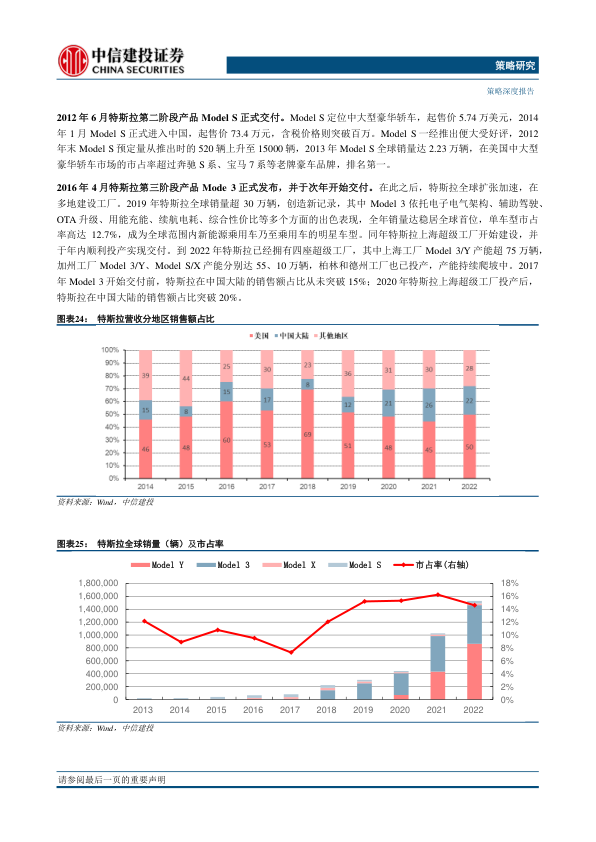 中信建投证券
CHINA SECURITIES
策略研究
策略深度报告
2012 年 6 月特斯拉第二阶段产品 Model S 正式交付。Model S 定位中大型豪华轿车，起售价 5.74 万美元，2014
年 1 月 Model S 正式进入中国，起售价 73.4 万元，含税价格则突破百万。Model S 一经推出便大受好评，2012
年末 Model S 预定量从推出时的 520 辆上升至 15000 辆，2013 年 Model S 全球销量达 2.23 万辆，在美国中大型
豪华轿车市场的市占率超过奔驰 S 系、宝马 7 系等老牌豪车品牌，排名第一。
2016 年 4 月特斯拉第三阶段产品 Mode 3 正式发布，并于次年开始交付。在此之后，特斯拉全球扩张加速，在
多地建设工厂。2019 年特斯拉全球销量超 30 万辆，创造新记录，其中 Model 3 依托电子电气架构、辅助驾驶、
OTA 升级、用能充能、续航电耗、综合性价比等多个方面的出色表现，全年销量达稳居全球首位，单车型市占
率高达 12.7%，成为全球范围内新能源乘用车乃至乘用车的明星车型。同年特斯拉上海超级工厂开始建设，并
于年内顺利投产实现交付。到 2022 年特斯拉已经拥有四座超级工厂，其中上海工厂 Model 3/Y 产能超 75 万辆，
加州工厂 Model 3/Y、Model S/X 产能分别达 55、10 万辆，柏林和德州工厂也已投产，产能持续爬坡中。2017
年 Model 3 开始交付前，特斯拉在中国大陆的销售额占比从未突破 15%；2020 年特斯拉上海超级工厂投产后，
特斯拉在中国大陆的销售额占比突破 20%。
图表24： 特斯拉营收分地区销售额占比
美国 中国大陆 其他地区
100%
90%
80%
70%
60%
50%
40%
30%
20%
10%
0%
39 44 25 30 23 36 31 30 28
15 8 15 17 8 12 21 26 22
46 48 60 53 69 51 48 45 50
2014 2015 2016 2017 2018 2019 2020 2021 2022
资料来源：Wind，中信建投
图表25： 特斯拉全球销量（辆）及市占率
Model Y Model 3 Model X Model S 市占率(右轴)
1,800,000 18%
1,600,000 16%
1,400,000 14%
1,200,000 12%
1,000,000 10%
800,000 8%
600,000 6%
400,000 4%
200,000 2%
0 0%
2013 2014 2015 2016 2017 2018 2019 2020 2021 2022
资料来源：Wind，中信建投
请参阅最后一页的重要声明